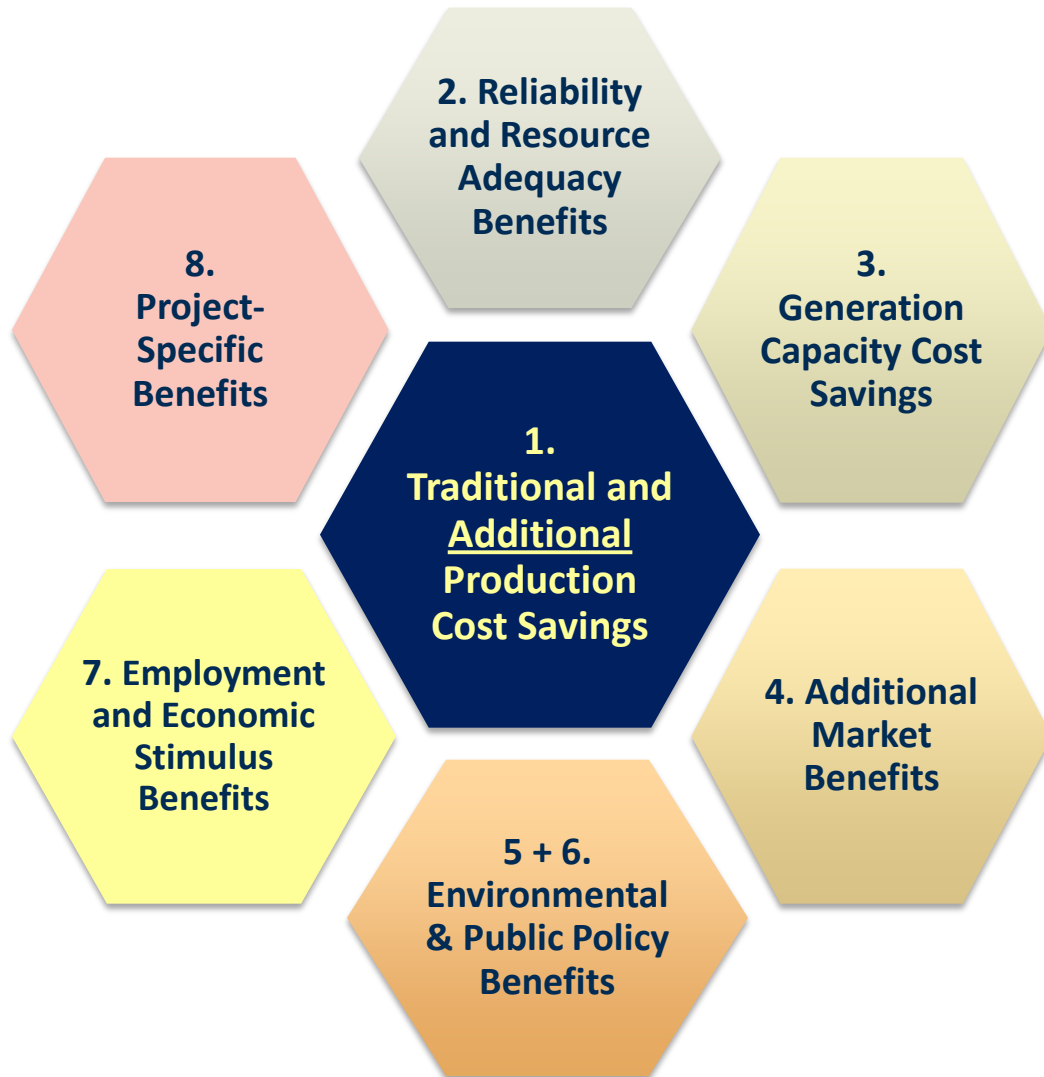 1.
Traditional and
Additional
Production
Cost Savings
2. Reliability
and Resource
Adequacy
Benefits
3.
Generation
Capacity Cost
Savings
4. Additional
Market
Benefits
5 + 6.
Environmental
& Public Policy
Benefits
7. Employment
and Economic
Stimulus
Benefits
8.
Project-
Specific
Benefits